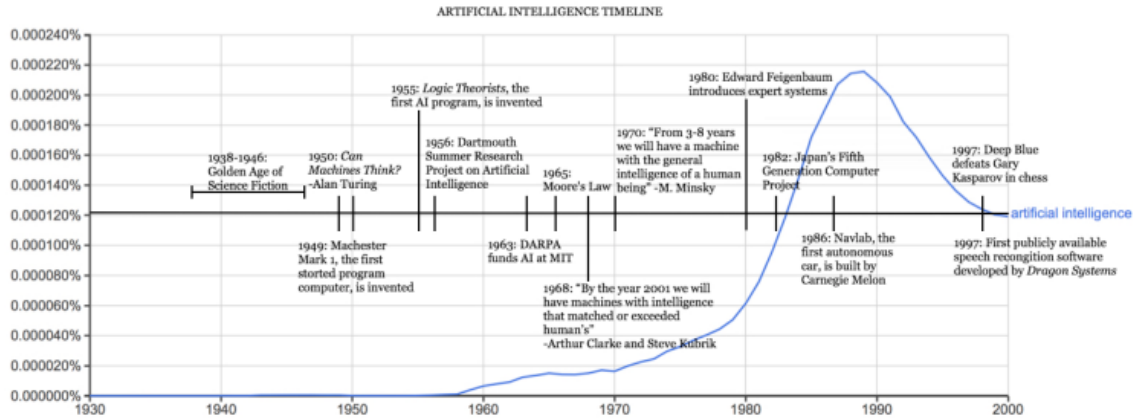 ARTIFICIAL INTELLIGENCE TIMELINE
0.000240%
0.000220%
0.000200%
0.000180%
0.000160%
0.000140%
0.000120%
0.000100%
0.000080%
0.000060%
0.000040%
0.000020%
0.000000%
1938-1946:
Golden Age of
Science Fiction
1950: Can
Machines Think?
-Alan Turing
1949: Machester
Mark 1, the first
storted program
computer, is invented
1955: Logic Theorists, the
first AI program, is invented
1956: Dartmouth
Summer Research
Project on Artificial
Intelligence
1963: DARPA
funds AI at MIT
1965:
Moore's Law
1968: "By the year 2001 we will
have machines with intelligence
that matched or exceeded
human's"
-Arthur Clarke and Steve Kubrik
1970: "From 3-8 years
we will have a machine
with the general
intelligence of a human
being" -M. Minsky
1980: Edward Feigenbaum
introduces expert systems
1982: Japan's Fifth
Generation Computer
Project
1986: Navlab, the
first autonomous
car, is built by
Carnegie Melon
1997: Deep Blue
defeats Gary
Kasparov in chess
artificial intelligence
1997: First publicly available
speech recongition software
developed by Dragon Systems
1930
1940
1950
1960
1970
1980
1990
2000